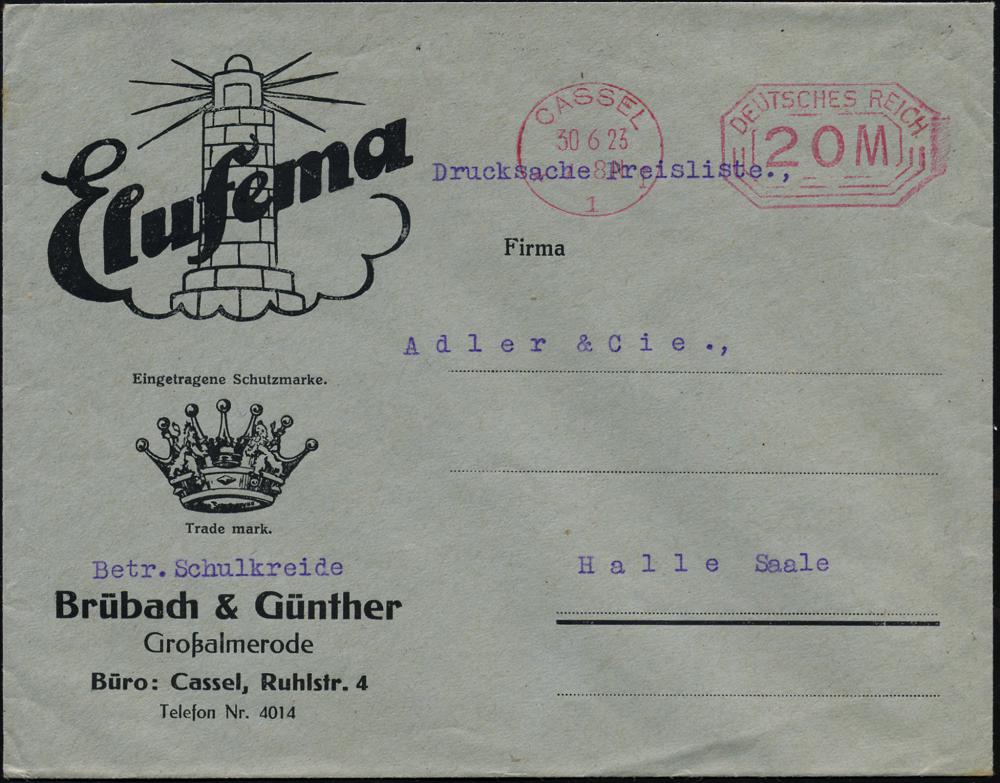 Elufema
CASSEL
30 6 23
1
DEUTSCHES REICH
20M
Drucksache Preisliste.,
Firma
Adler & Cie.,
Eingetragene Schutzmarke.
Trade mark.
Betr. Schulkreide
Halle Saale
Brübach & Günther
Großalmerode
Büro: Cassel, Ruhlstr. 4
Telefon Nr. 4014